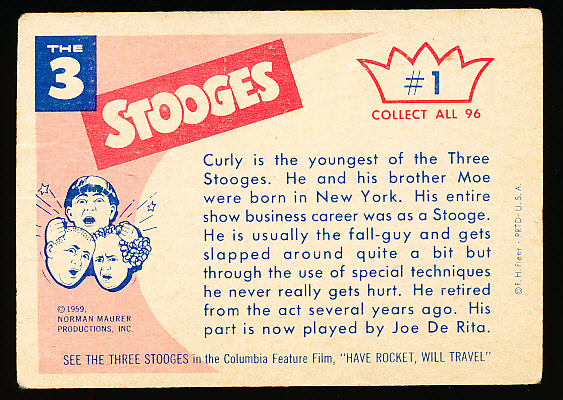 THE
3
STOOGES
#1
COLLECT ALL 96
Curly is the youngest of the Three
Stooges. He and his brother Moe
were born in New York. His entire
show business career was as a Stooge.
He is usually the fall-guy and gets
slapped around quite a bit but
through the use of special techniques
he never really gets hurt. He retired
from the act several years ago. His
part is now played by Joe De Rita.
© F. H. Fleer • PRTD • U.S.A.
© 1959,
NORMAN MAURER
PRODUCTIONS, INC.
SEE THE THREE STOOGES in the Columbia Feature Film, "HAVE ROCKET, WILL TRAVEL"